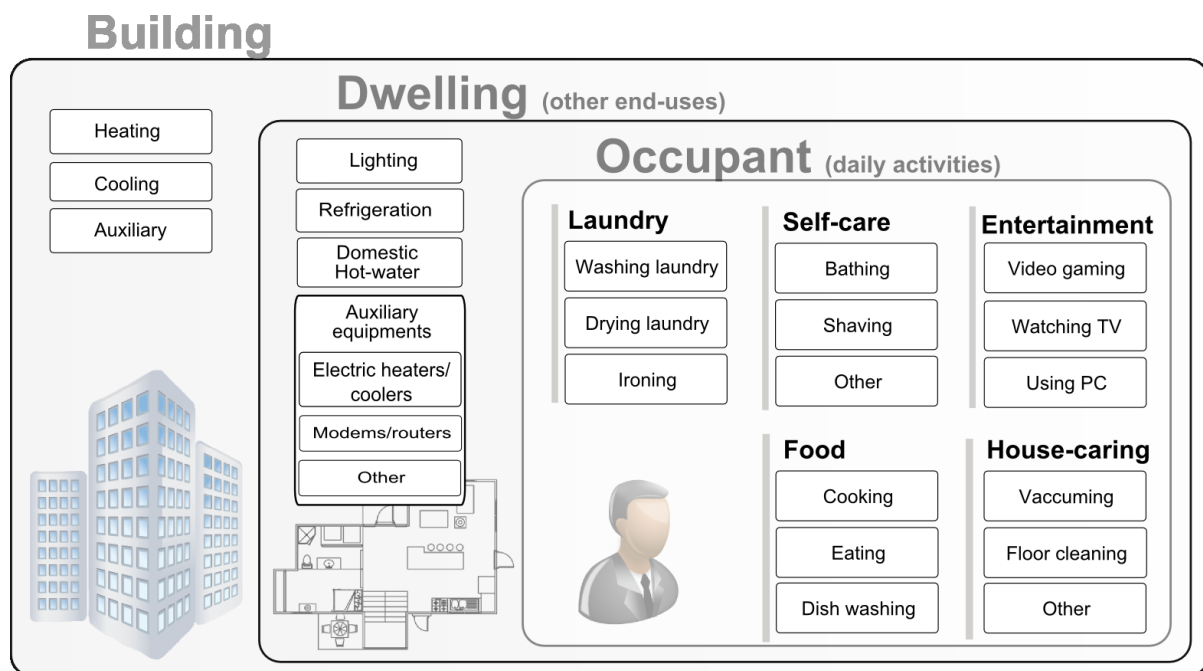 Building
Dwelling (other end-uses)
Occupant (daily activities)
Heating
Cooling
Auxiliary
Lighting
Refrigeration
Domestic
Hot-water
Auxiliary
equipments
Electric heaters/
coolers
Modems/routers
Other
Laundry
Washing laundry
Drying laundry
Ironing
Self-care
Bathing
Shaving
Other
Entertainment
Video gaming
Watching TV
Using PC
Food
Cooking
Eating
Dish washing
House-caring
Vaccuming
Floor cleaning
Other